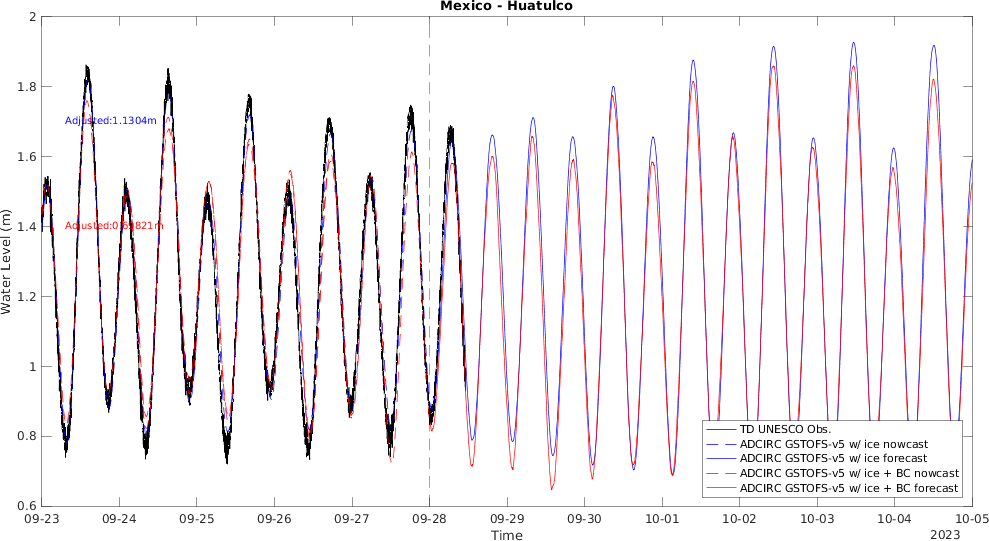 Mexico - Huatulco
Water Level (m)
2
1.8
1.6
1.4
1.2
1
0.8
0.6
Adjusted:1.1304m
Adjusted:0.69821m
TD UNESCO Obs.
ADCIRC GSTOFS-v5 w/ ice nowcast
ADCIRC GSTOFS-v5 w/ ice forecast
ADCIRC GSTOFS-v5 w/ ice + BC nowcast
ADCIRC GSTOFS-v5 w/ ice + BC forecast
09-23 09-24 09-25 09-26 09-27 09-28 09-29 09-30 10-01 10-02 10-03 10-04 10-05
Time
2023